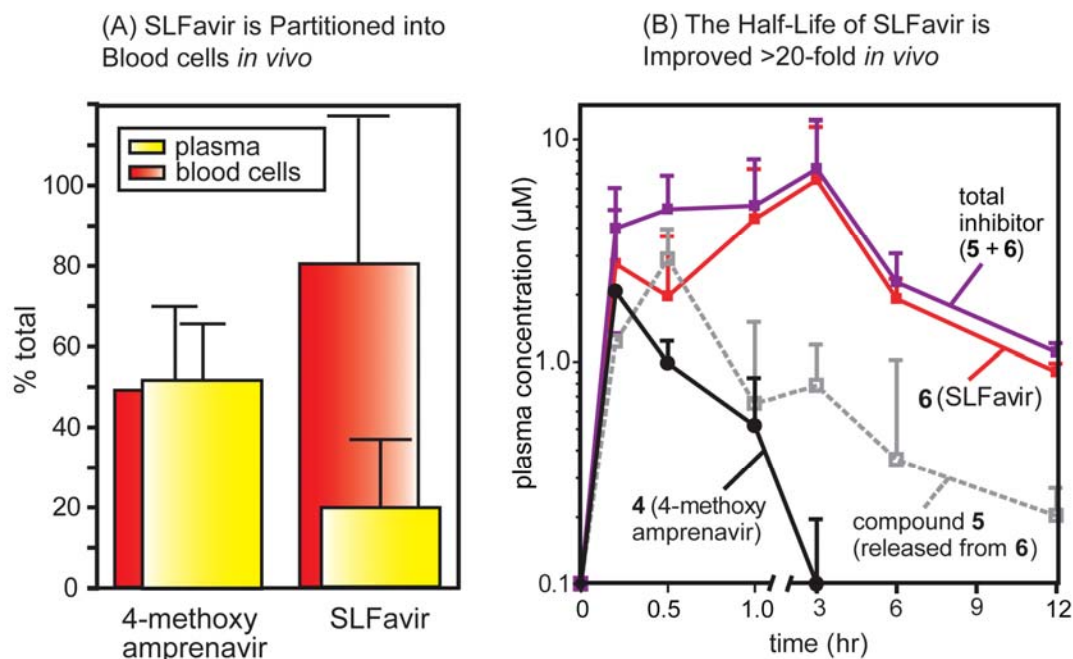 (A) SLFavir is Partitioned into
Blood cells in vivo
plasma
blood cells
% total
100
80
60
40
20
0
4-methoxy
amprenavir
SLFavir
(B) The Half-Life of SLFavir is
Improved >20-fold in vivo
plasma concentration (µM)
10
1.0
0.1
total
inhibitor
(5 + 6)
6 (SLFavir)
4 (4-methoxy
amprenavir)
compound 5
(released from 6)
0 0.5 1.0 3 6 9 12
time (hr)